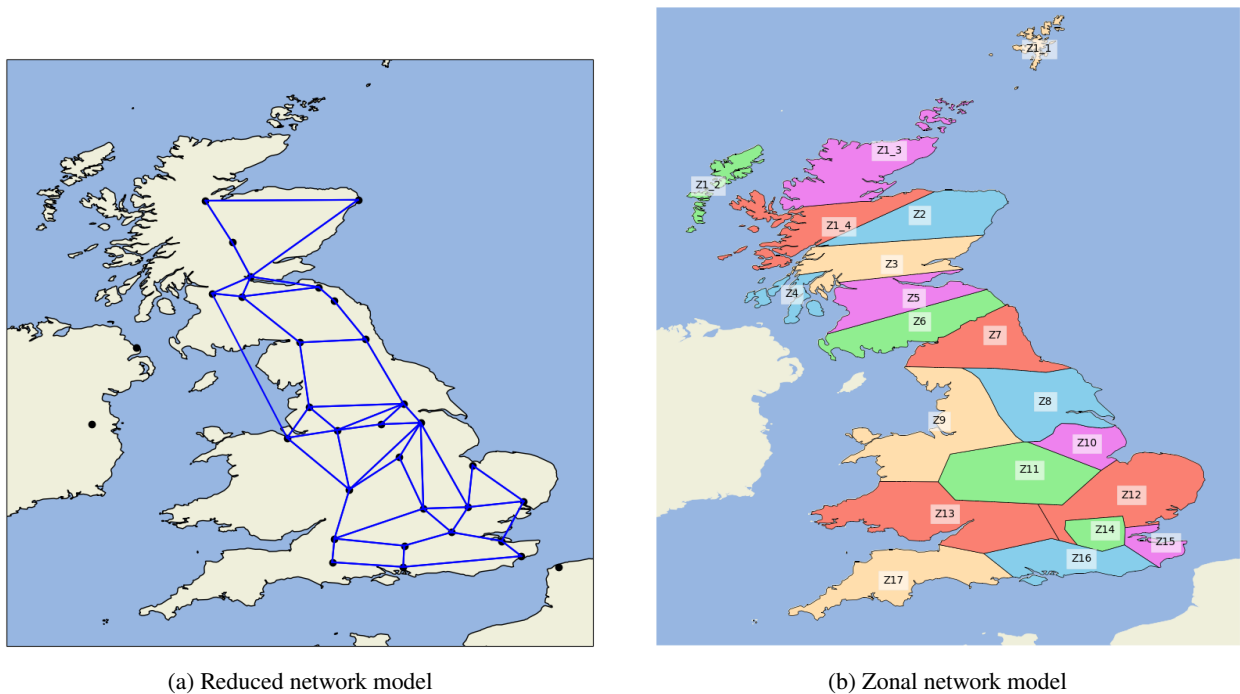 Z1_1
Z1_3
Z1_2
Z1_4
Z2
Z3
Z4
Z5
Z6
Z7
Z8
Z9
Z10
Z11
Z12
Z13
Z14
Z15
Z16
Z17
(a) Reduced network model
(b) Zonal network model